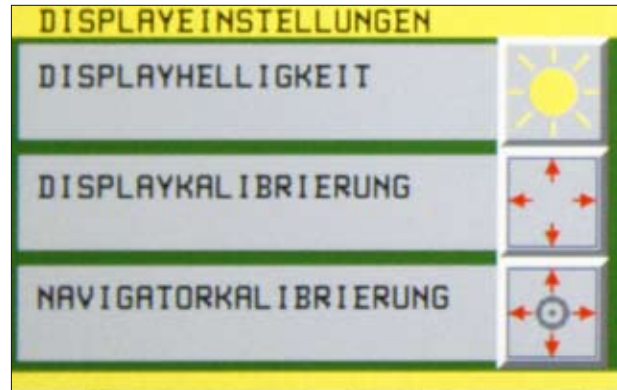 DISPLAYEINSTELLUNGEN
DISPLAYHELLIGKEIT
DISPLAYKALIBRIERUNG
NAVIGATORKALIBRIERUNG